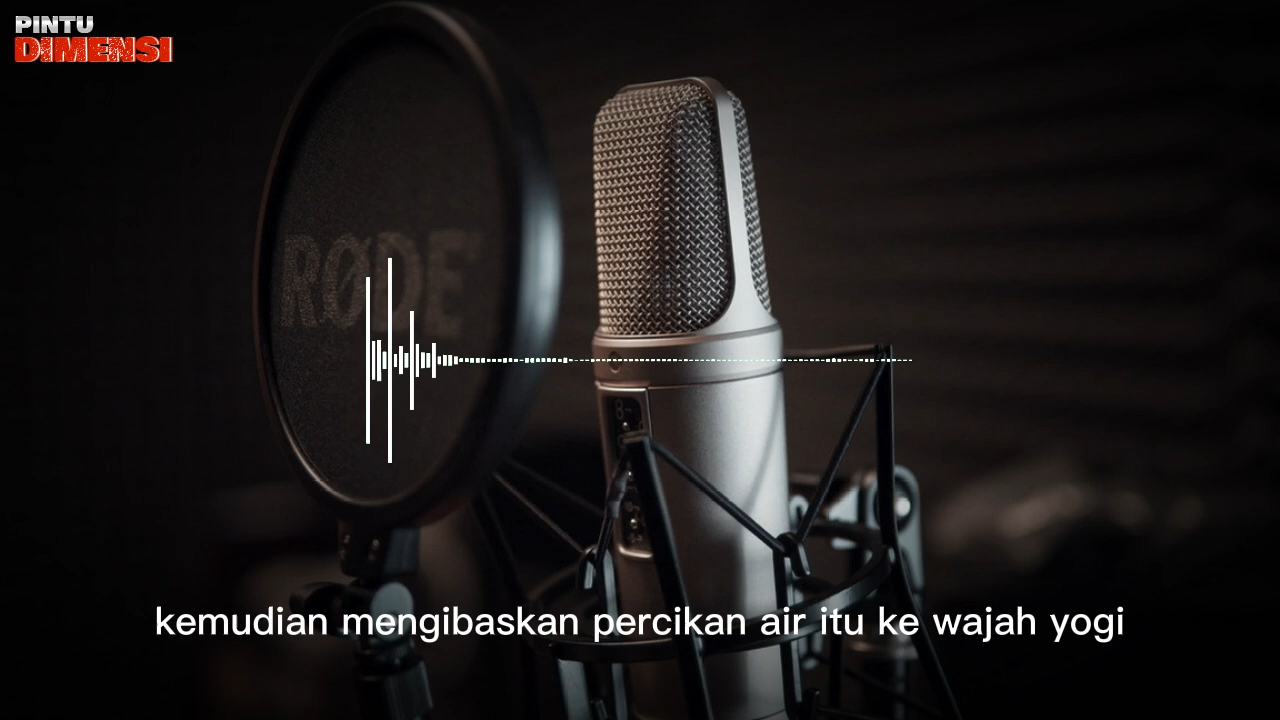 PINTU
DIMENSI
RØDE
kemudian mengibaskan percikan air itu ke wajah yogi